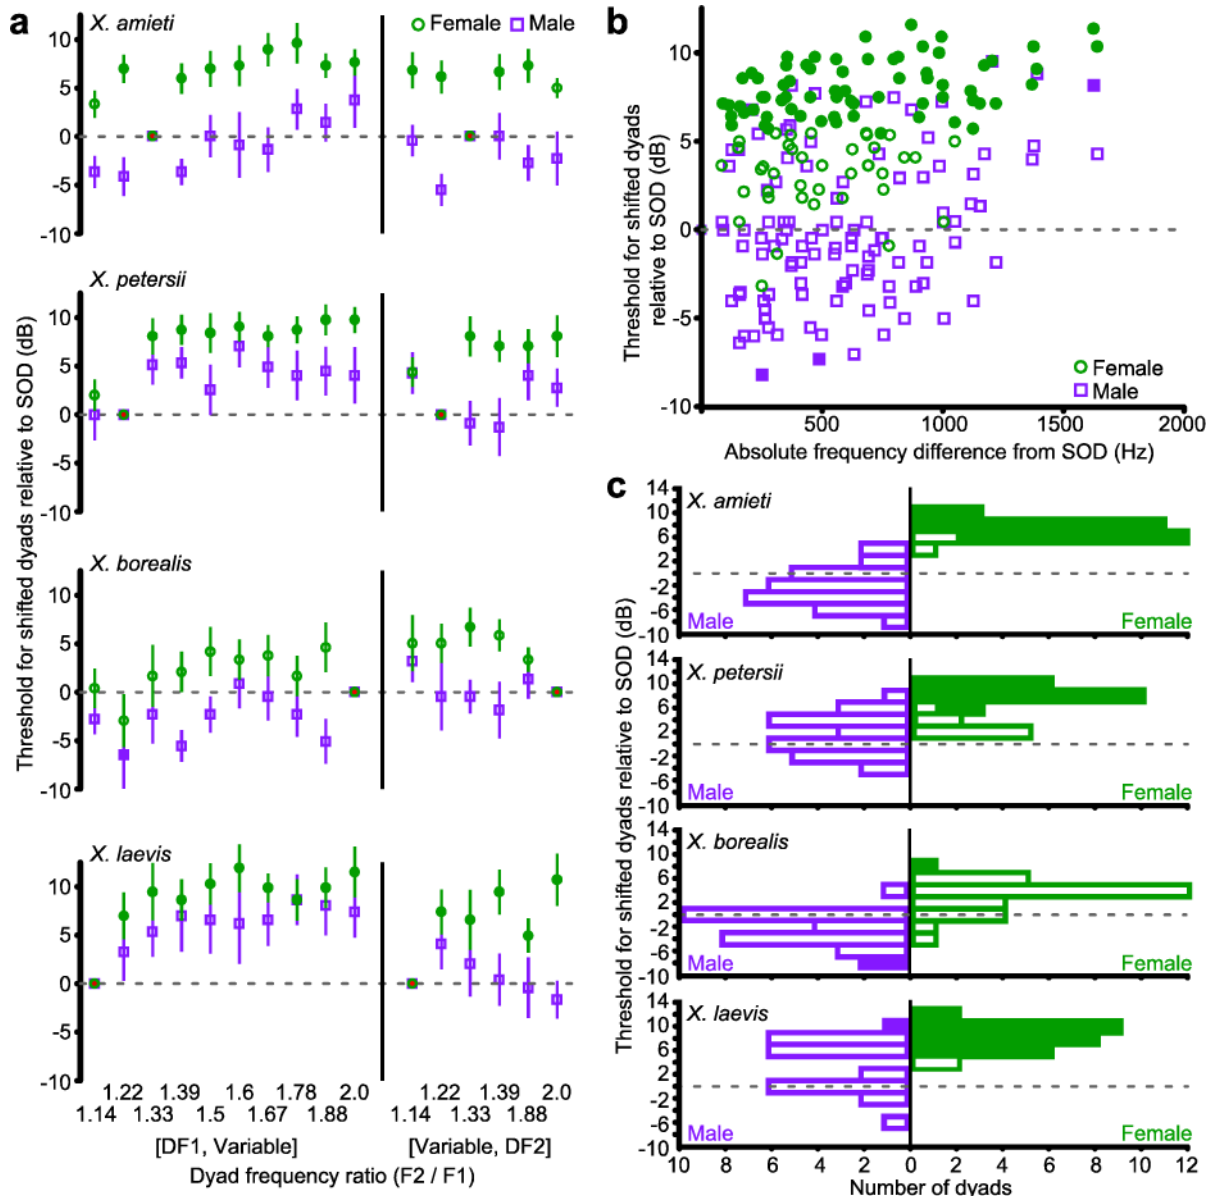 a
X. amieti
Female
Male
10
5
0
-5
-10
X. petersii
10
5
0
-5
-10
X. borealis
10
5
0
-5
-10
X. laevis
10
5
0
-5
-10
Threshold for shifted dyads relative to SOD (dB)
1.22 1.39 1.6 1.78 2.0
1.14 1.33 1.5 1.67 1.88
1.22 1.39 2.0
1.14 1.33 1.88
[DF1, Variable]
[Variable, DF2]
Dyad frequency ratio (F2 / F1)
b
Threshold for shifted dyads
relative to SOD (dB)
10
5
0
-5
-10
Female
Male
500 1000 1500 2000
Absolute frequency difference from SOD (Hz)
c
Threshold for shifted dyads relative to SOD (dB)
14
10
6
2
-2
-6
-10
X. amieti
Male
Female
14
10
6
2
-2
-6
-10
X. petersii
Male
Female
14
10
6
2
-2
-6
-10
X. borealis
Male
Female
14
10
6
2
-2
-6
-10
X. laevis
Male
Female
10 8 6 4 2 0 2 4 6 8 10 12
Number of dyads